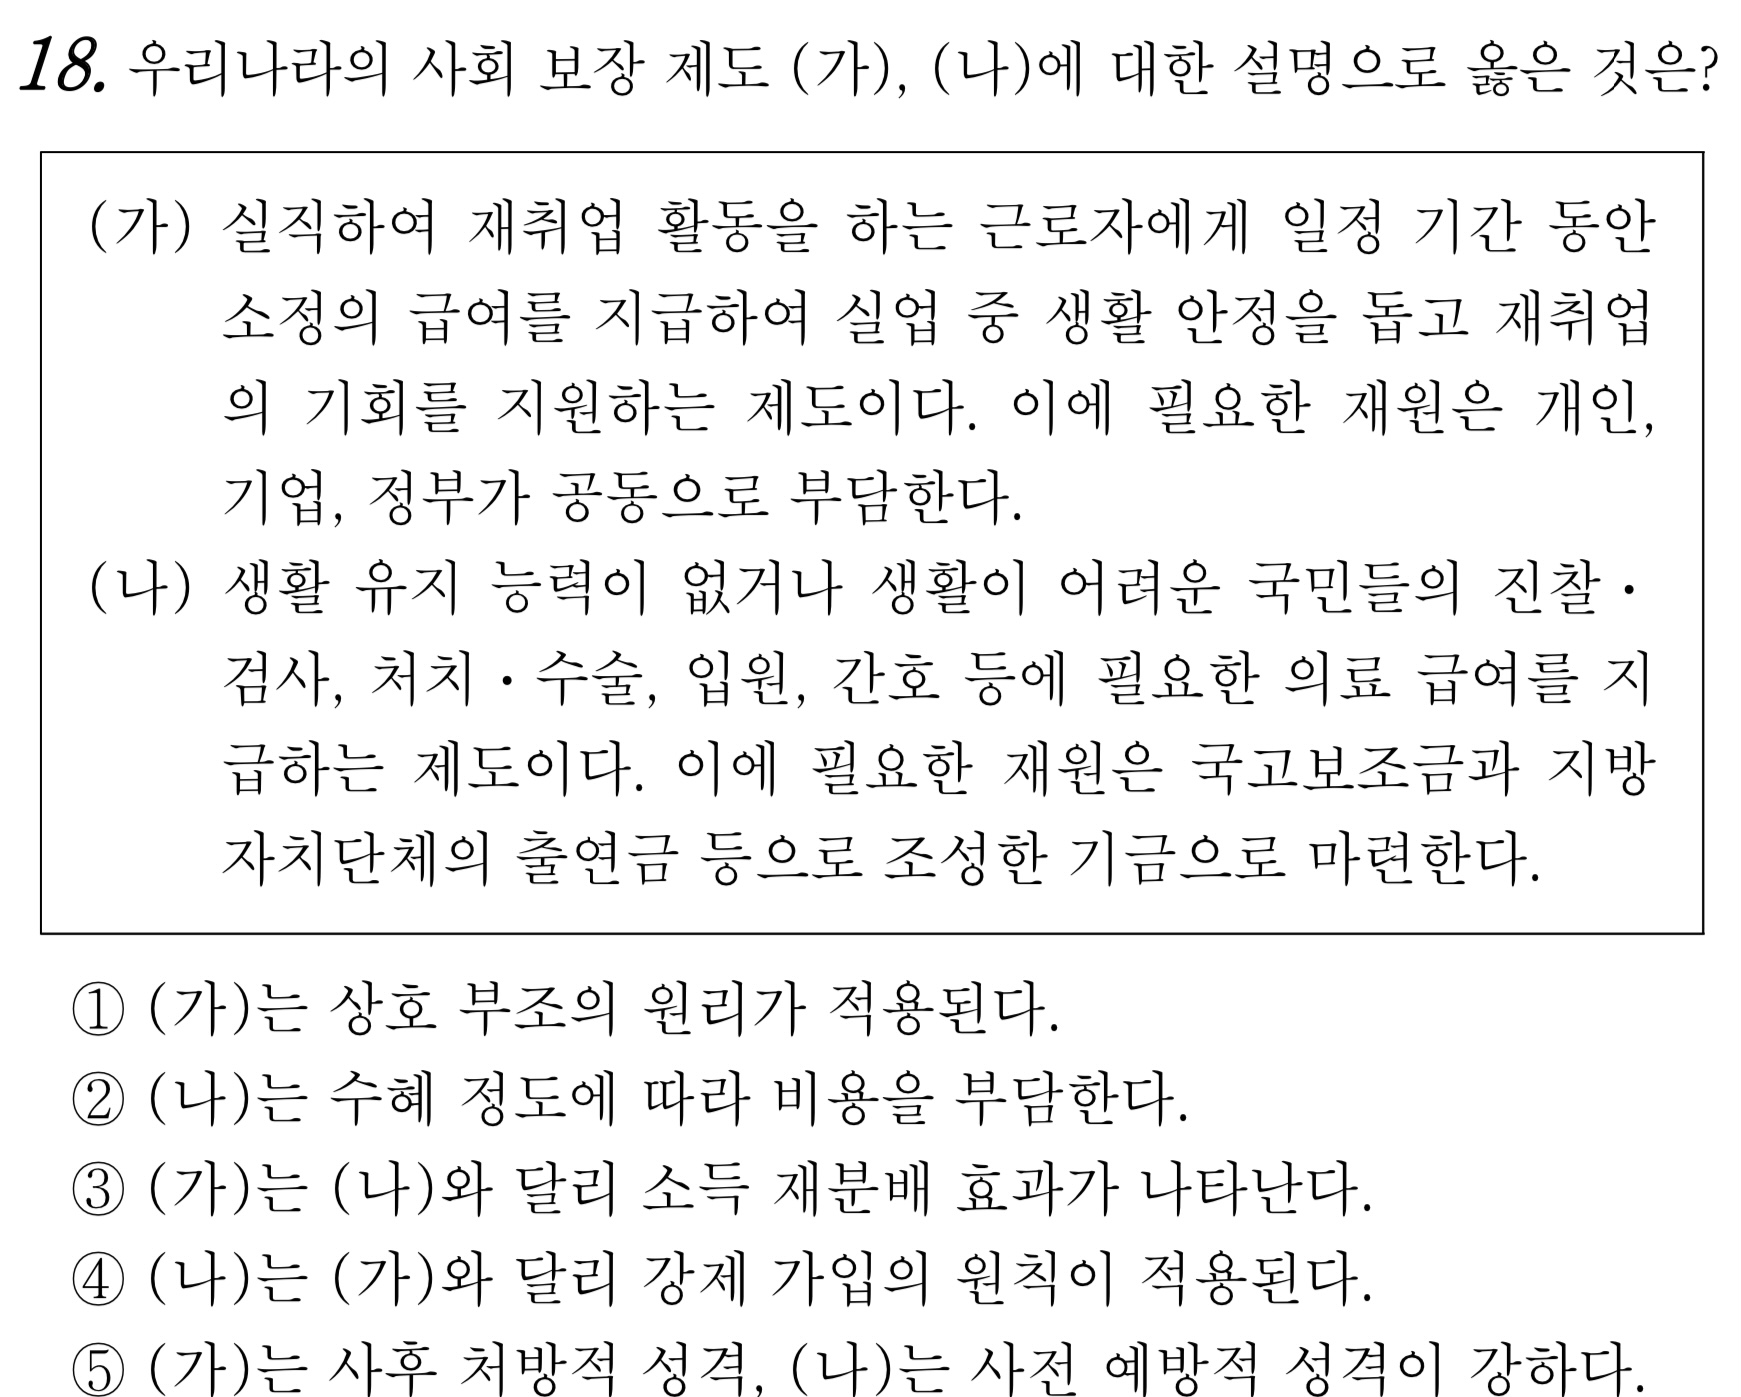 18. 우리나라의 사회 보장 제도 (가), (나)에 대한 설명으로 옳은 것은?
(가) 실직하여 재취업 활동을 하는 근로자에게 일정 기간 동안
소정의 급여를 지급하여 실업 중 생활 안정을 돕고 재취업
의 기회를 지원하는 제도이다. 이에 필요한 재원은 개인,
기업, 정부가 공동으로 부담한다.
(나) 생활 유지 능력이 없거나 생활이 어려운 국민들의 진찰·
검사, 처치·수술, 입원, 간호 등에 필요한 의료 급여를 지
급하는 제도이다. 이에 필요한 재원은 국고보조금과 지방
자치단체의 출연금 등으로 조성한 기금으로 마련한다.
① (가)는 상호 부조의 원리가 적용된다.
② (나)는 수혜 정도에 따라 비용을 부담한다.
③ (가)는 (나)와 달리 소득 재분배 효과가 나타난다.
④ (나)는 (가)와 달리 강제 가입의 원칙이 적용된다.
⑤ (가)는 사후 처방적 성격, (나)는 사전 예방적 성격이 강하다.